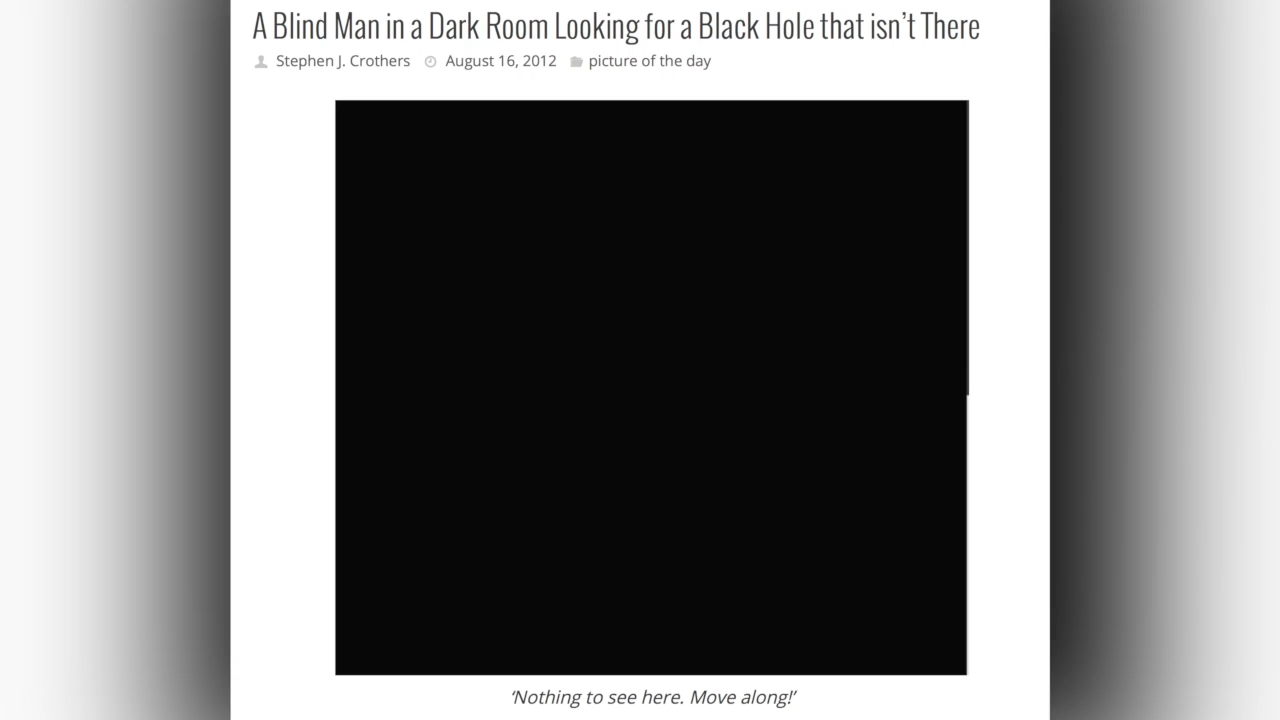 A Blind Man in a Dark Room Looking for a Black Hole that isn’t There
Stephen J. Crothers August 16, 2012 picture of the day
‘Nothing to see here. Move along!’